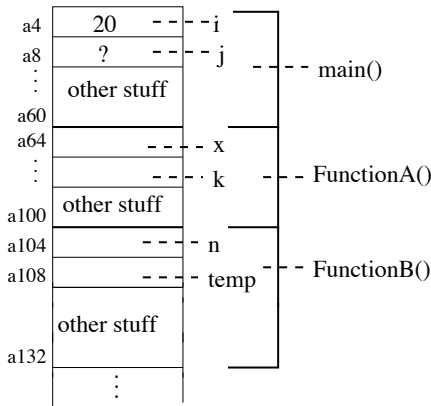 a4 20 i
a8 ? j
⋮ other stuff main()
a60
a64 x
⋮ k FunctionA()
a100 other stuff
a104 n
a108 temp FunctionB()
other stuff
a132
⋮